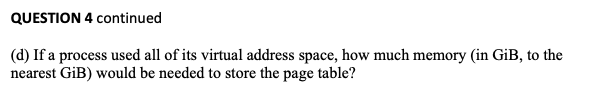 QUESTION 4 continued
(d) If a process used all of its virtual address space, how much memory (in GiB, to the
nearest GiB) would be needed to store the page table?